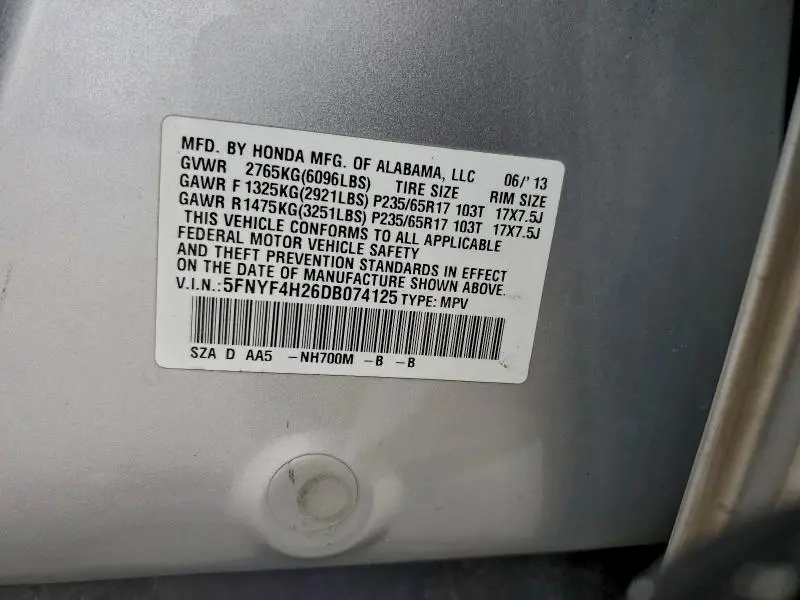 MFD. BY HONDA MFG. OF ALABAMA, LLC 06/'13
GVWR 2765KG(6096LBS) TIRE SIZE RIM SIZE
GAWR F 1325KG(2921LBS) P235/65R17 103T 17X7.5J
GAWR R1475KG(3251LBS) P235/65R17 103T 17X7.5J
THIS VEHICLE CONFORMS TO ALL APPLICABLE
FEDERAL MOTOR VEHICLE SAFETY
AND THEFT PREVENTION STANDARDS IN EFFECT
ON THE DATE OF MANUFACTURE SHOWN ABOVE.
V.I.N.:5FNYF4H26DB074125 TYPE: MPV
SZA D AA5 –NH700M –B –B